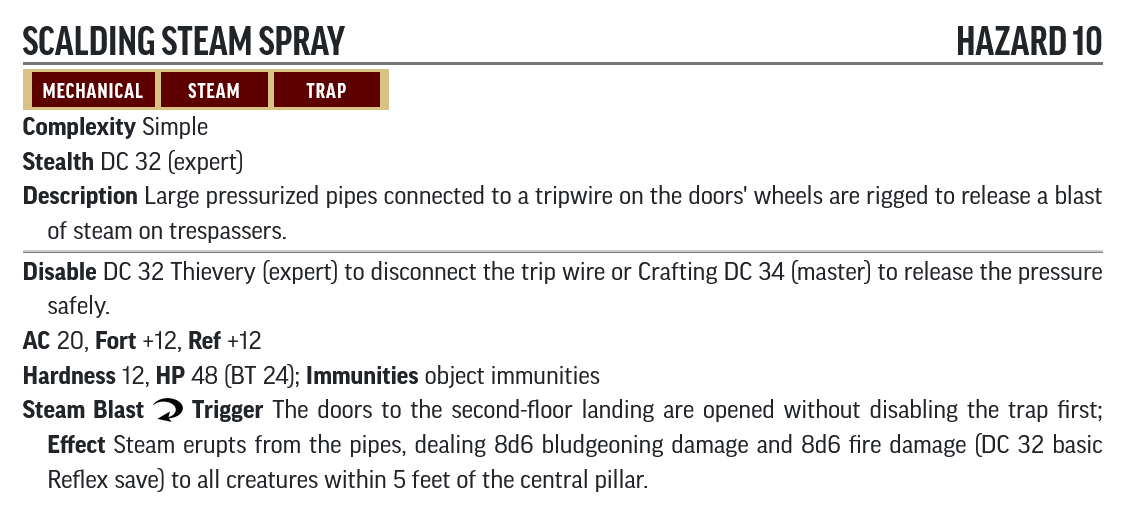 SCALDING STEAM SPRAY HAZARD 10
MECHANICAL STEAM TRAP
Complexity Simple
Stealth DC 32 (expert)
Description Large pressurized pipes connected to a tripwire on the doors' wheels are rigged to release a blast
of steam on trespassers.
Disable DC 32 Thievery (expert) to disconnect the trip wire or Crafting DC 34 (master) to release the pressure
safely.
AC 20, Fort +12, Ref +12
Hardness 12, HP 48 (BT 24); Immunities object immunities
Steam Blast Trigger The doors to the second-floor landing are opened without disabling the trap first;
Effect Steam erupts from the pipes, dealing 8d6 bludgeoning damage and 8d6 fire damage (DC 32 basic
Reflex save) to all creatures within 5 feet of the central pillar.